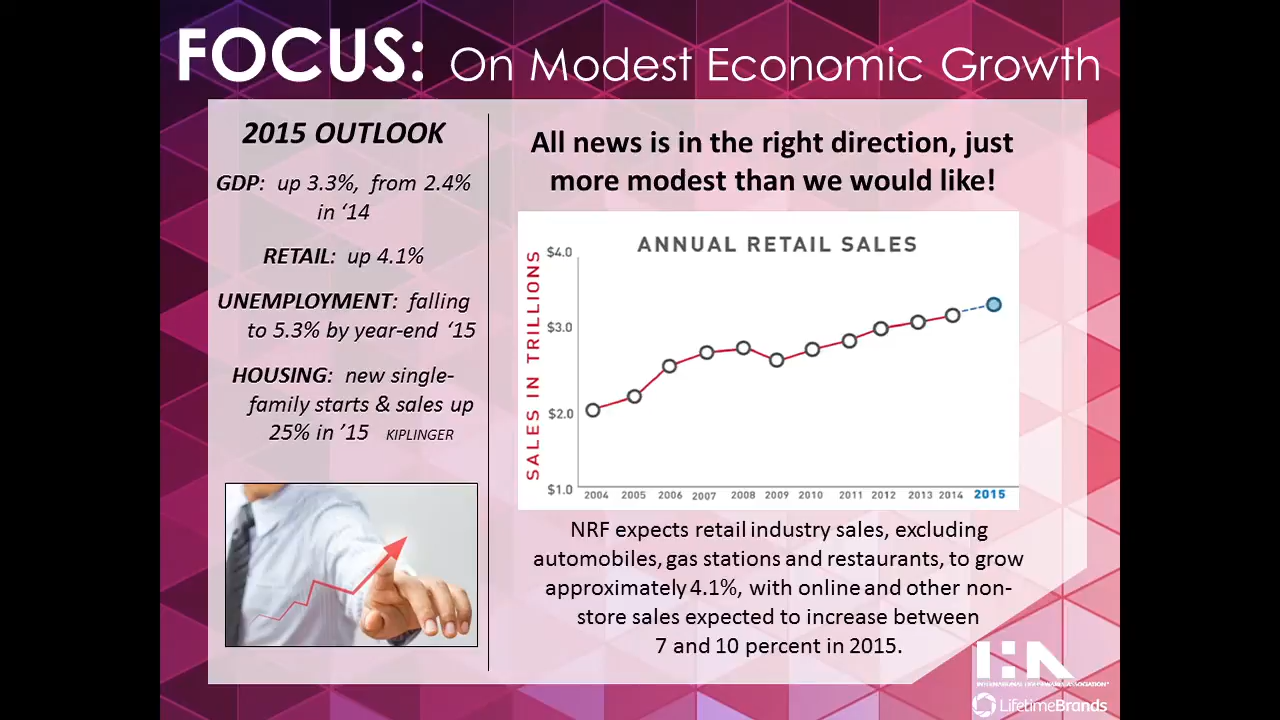 FOCUS: On Modest Economic Growth
2015 OUTLOOK
GDP: up 3.3%, from 2.4%
in ‘14
RETAIL: up 4.1%
UNEMPLOYMENT: falling
to 5.3% by year-end ‘15
HOUSING: new single-
family starts & sales up
25% in ’15 KIPLINGER
All news is in the right direction, just
more modest than we would like!
ANNUAL RETAIL SALES
SALES IN TRILLIONS
$4.0
$3.0
$2.0
$1.0
2004 2005 2006 2007 2008 2009 2010 2011 2012 2013 2014 2015
NRF expects retail industry sales, excluding
automobiles, gas stations and restaurants, to grow
approximately 4.1%, with online and other non-
store sales expected to increase between
7 and 10 percent in 2015.
IHA
INTERNATIONAL HOUSEWARES ASSOCIATION
LifetimeBrands